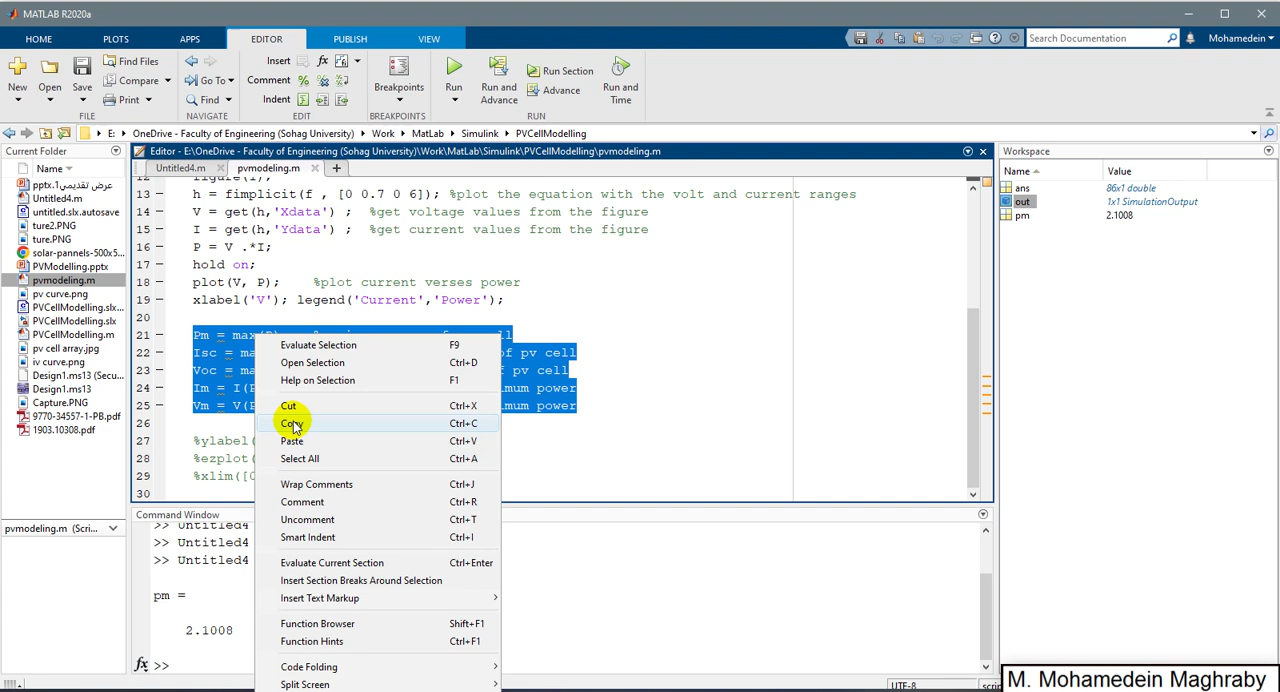 MATLAB R2020a
HOME PLOTS APPS EDITOR PUBLISH VIEW
Search Documentation Mohamedein
New Open Save Find Files Compare Print
FILE
Go To Find
NAVIGATE
Insert fx
Comment %
Indent
EDIT
Breakpoints
BREAKPOINTS
Run Run and Advance Run Section Advance Run and Time
RUN
E: OneDrive - Faculty of Engineering (Sohag University) Work MatLab Simulink PVCellModelling
Current Folder
Name
عرض تقديمي1.pptx
Untitled4.m
untitled.slx.autosave
ture2.PNG
ture.PNG
solar-pannels-500x5...
PVModelling.pptx
pvmodeling.m
pv curve.png
PVCellModelling.slx...
PVCellModelling.slx
PVCellModelling.m
pv cell array.jpg
iv curve.png
Design1.ms13 (Secu...
Design1.ms13
Capture.PNG
9770-34557-1-PB.pdf
1903.10308.pdf
pvmodeling.m (Scri...
Editor - E:\OneDrive - Faculty of Engineering (Sohag University)\Work\MatLab\Simulink\PVCellModelling\pvmodeling.m
Untitled4.m pvmodeling.m
13 h = fimplicit(f , [0 0.7 0 6]); %plot the equation with the volt and current ranges
14 V = get(h,'Xdata') ; %get voltage values from the figure
15 I = get(h,'Ydata') ; %get current values from the figure
16 P = V .*I;
17 hold on;
18 plot(V, P); %plot current verses power
19 xlabel('V'); legend('Current','Power');
20
21 Pm =
22 Isc = of pv cell
23 Voc = of pv cell
24 Im = power
25 Vm = power
26
27 %ylabel(
28 %ezplot(
29 %xlim([
30
Evaluate Selection F9
Open Selection Ctrl+D
Help on Selection F1
Cut Ctrl+X
Copy Ctrl+C
Paste Ctrl+V
Select All Ctrl+A
Wrap Comments Ctrl+J
Comment Ctrl+R
Uncomment Ctrl+T
Smart Indent Ctrl+I
Evaluate Current Section Ctrl+Enter
Insert Section Breaks Around Selection
Insert Text Markup
Function Browser Shift+F1
Function Hints Ctrl+F1
Code Folding
Split Screen
Command Window
>> Untitled4
>> Untitled4
>> Untitled4
pm =
2.1008
fx >>
Workspace
Name Value
ans 86x1 double
out 1x1 SimulationOutput
pm 2.1008
UTF-8
M. Mohamedein Maghraby